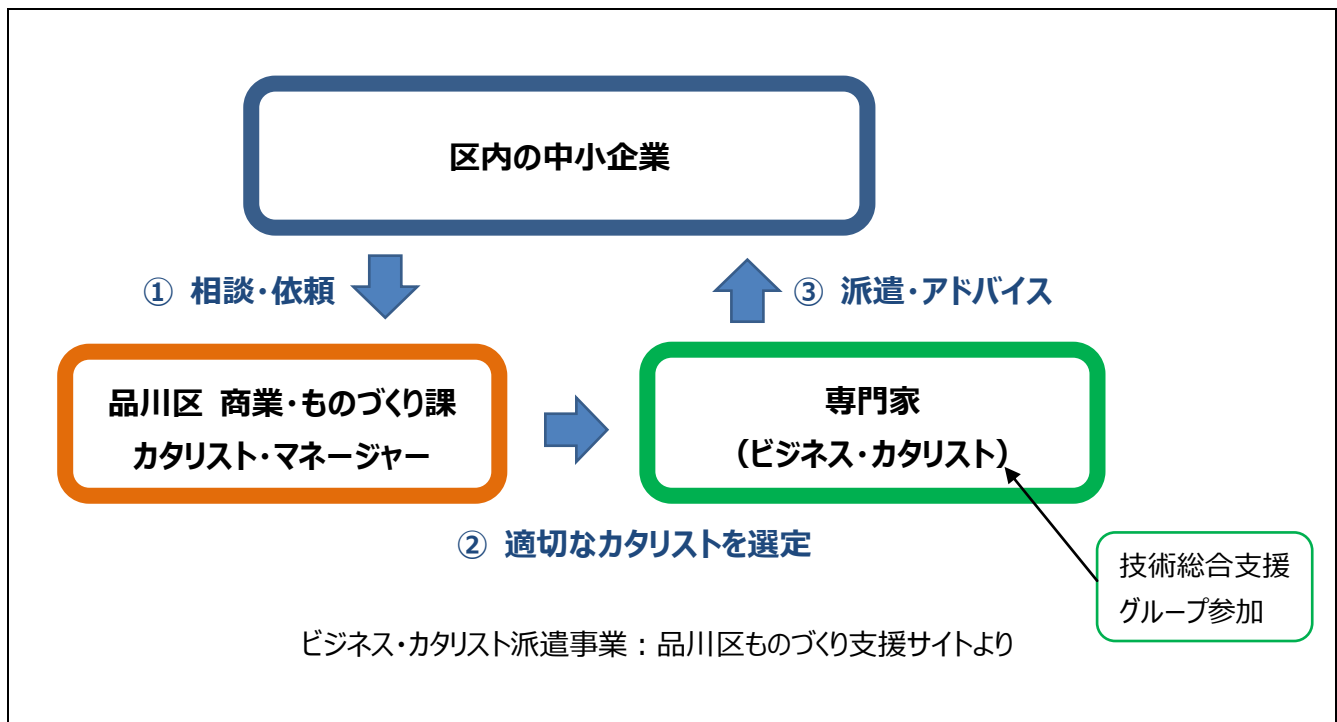 区内の中小企業
① 相談・依頼
③ 派遣・アドバイス
品川区 商業・ものづくり課
カタリスト・マネージャー
専門家
（ビジネス・カタリスト）
② 適切なカタリストを選定
技術総合支援
グループ参加
ビジネス・カタリスト派遣事業：品川区ものづくり支援サイトより